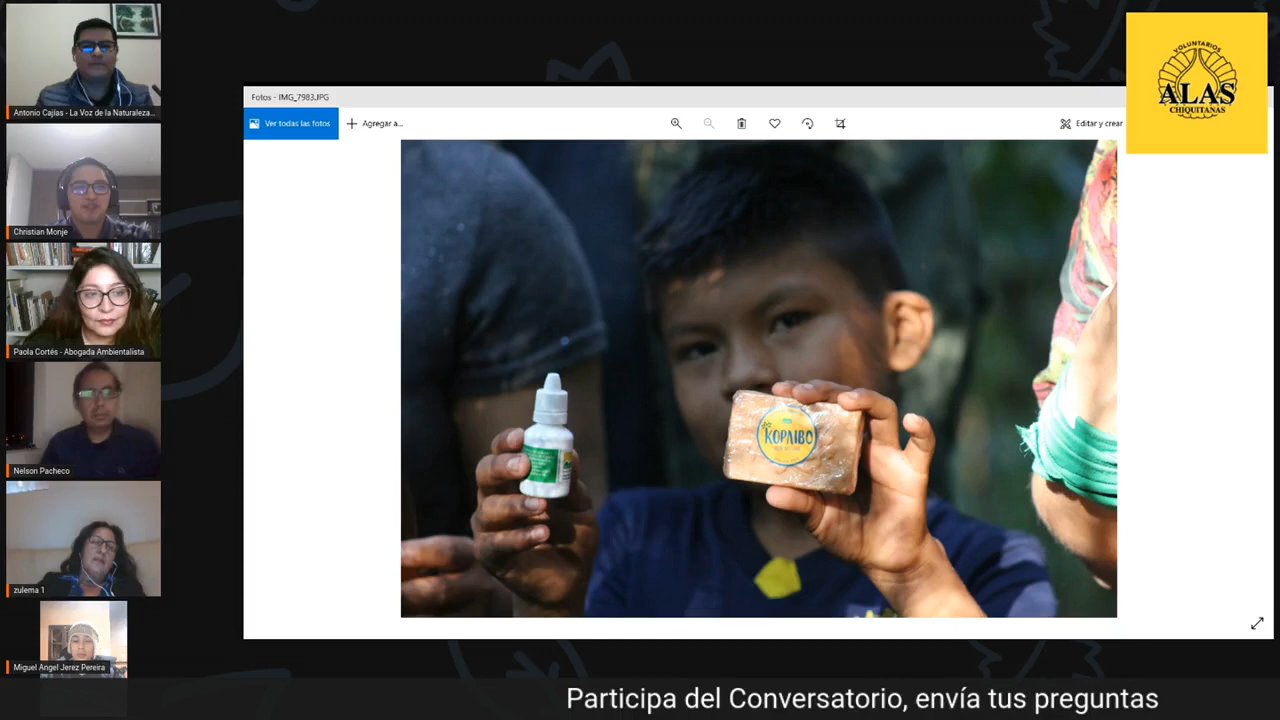 Antonio Cajías - La Voz de la Naturaleza...
Christian Monje
Paola Cortés - Abogada Ambientalista
Nelson Pacheco
zulema 1
Miguel Angel Jerez Pereira
Fotos - IMG_7983.JPG
Ver todas las fotos
Agregar a...
Editar y crear
VOLUNTARIOS
ALAS
CHIQUITANAS
KOPAIBO
Participa del Conversatorio, envía tus preguntas